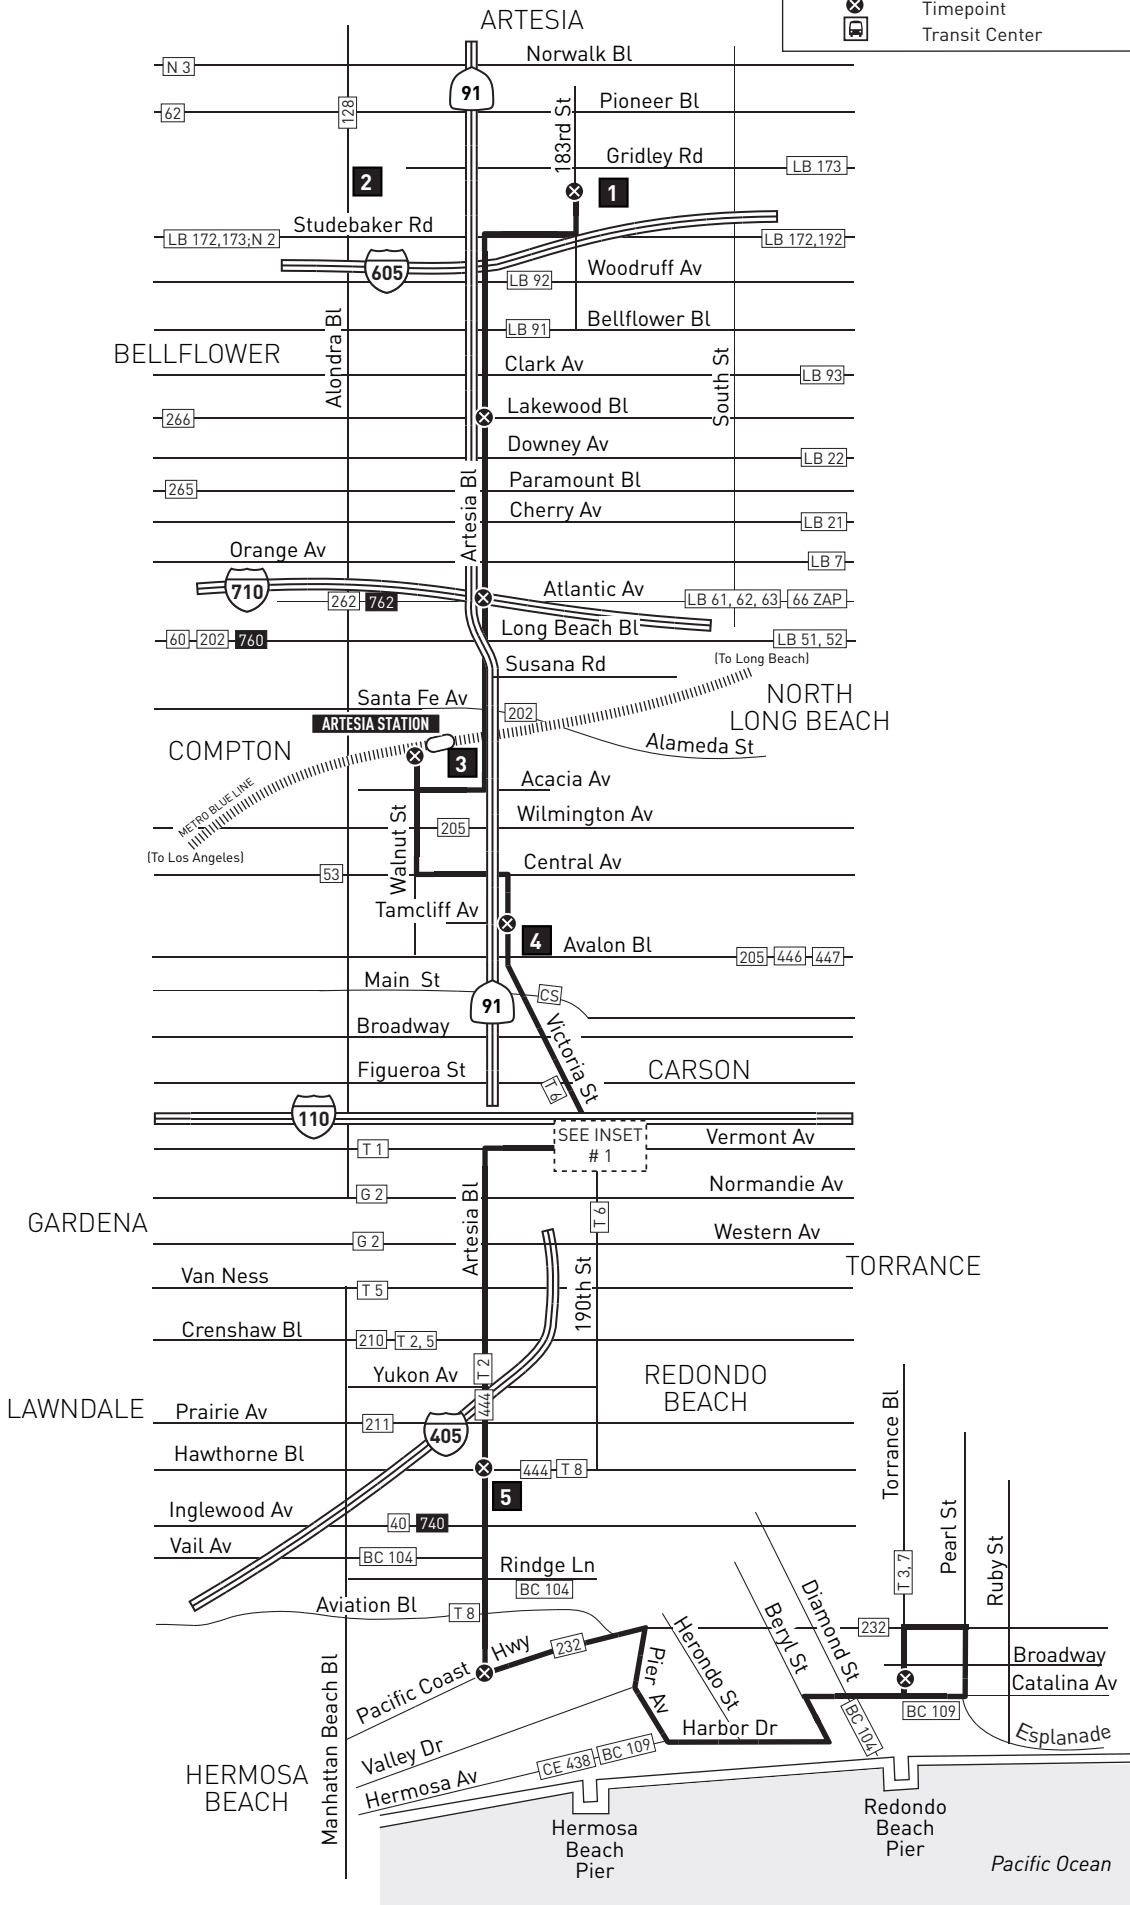 ARTESIA
Timepoint
Transit Center
Norwalk Bl
N 3
91
128
183rd St
Pioneer Bl
62
Gridley Rd
LB 173
2
1
Studebaker Rd
LB 172,173;N 2
LB 172,192
605
Woodruff Av
LB 92
Bellflower Bl
LB 91
BELLFLOWER
Alondra Bl
Clark Av
LB 93
South St
Lakewood Bl
266
Downey Av
LB 22
Artesia Bl
Paramount Bl
265
Cherry Av
LB 21
Orange Av
LB 7
710
Atlantic Av
262 762
LB 61, 62, 63 66 ZAP
Long Beach Bl
60 202 760
LB 51, 52
Susana Rd
(To Long Beach)
Santa Fe Av
202
NORTH
LONG BEACH
ARTESIA STATION
COMPTON
Alameda St
3
Acacia Av
METRO BLUE LINE
(To Los Angeles)
Walnut St
Wilmington Av
205
Central Av
53
Tamcliff Av
4
Avalon Bl
205 446 447
Main St
CS
91
Victoria St
Broadway
Figueroa St
T 6
CARSON
110
SEE INSET
# 1
Vermont Av
T 1
Normandie Av
G 2
Artesia Bl
T 6
GARDENA
Western Av
G 2
TORRANCE
190th St
Van Ness
T 5
Crenshaw Bl
210 T 2, 5
T 2
Yukon Av
REDONDO
BEACH
444
LAWNDALE
Prairie Av
211
405
Torrance Bl
Hawthorne Bl
444 T 8
5
Pearl St
Ruby St
Inglewood Av
40 740
Vail Av
BC 104
Rindge Ln
BC 104
T 3, 7
Aviation Bl
T 8
Diamond St
Beryl St
Herondo St
232
Pacific Coast Hwy
232
Pier Av
Broadway
Catalina Av
BC 109
BC 104
Harbor Dr
Esplanade
Manhattan Beach Bl
Valley Dr
CE 438 BC 109
Hermosa Av
HERMOSA
BEACH
Hermosa
Beach
Pier
Redondo
Beach
Pier
Pacific Ocean